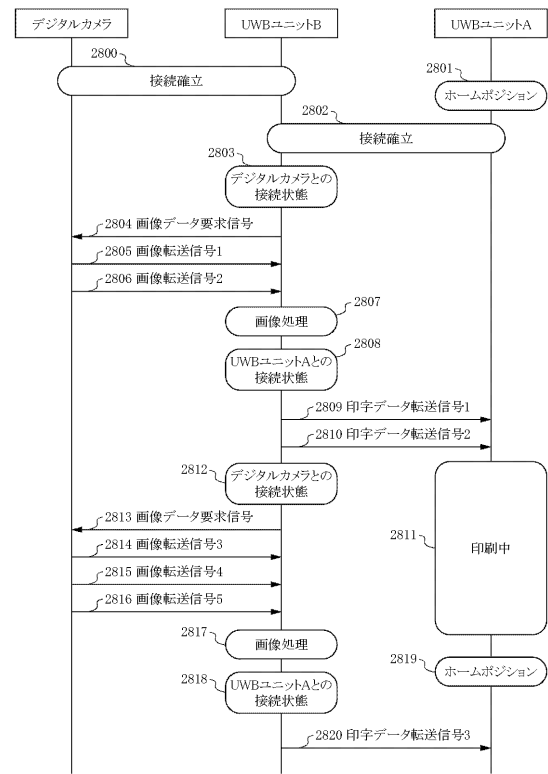 デジタルカメラ
UWBユニットB
UWBユニットA
2800
接続確立
2801
ホームポジション
2802
接続確立
2803
デジタルカメラとの
接続状態
2804 画像データ要求信号
2805 画像転送信号1
2806 画像転送信号2
2807
画像処理
2808
UWBユニットAとの
接続状態
2809 印字データ転送信号1
2810 印字データ転送信号2
2812
デジタルカメラとの
接続状態
2811
印刷中
2813 画像データ要求信号
2814 画像転送信号3
2815 画像転送信号4
2816 画像転送信号5
2817
画像処理
2819
ホームポジション
2818
UWBユニットAとの
接続状態
2820 印字データ転送信号3